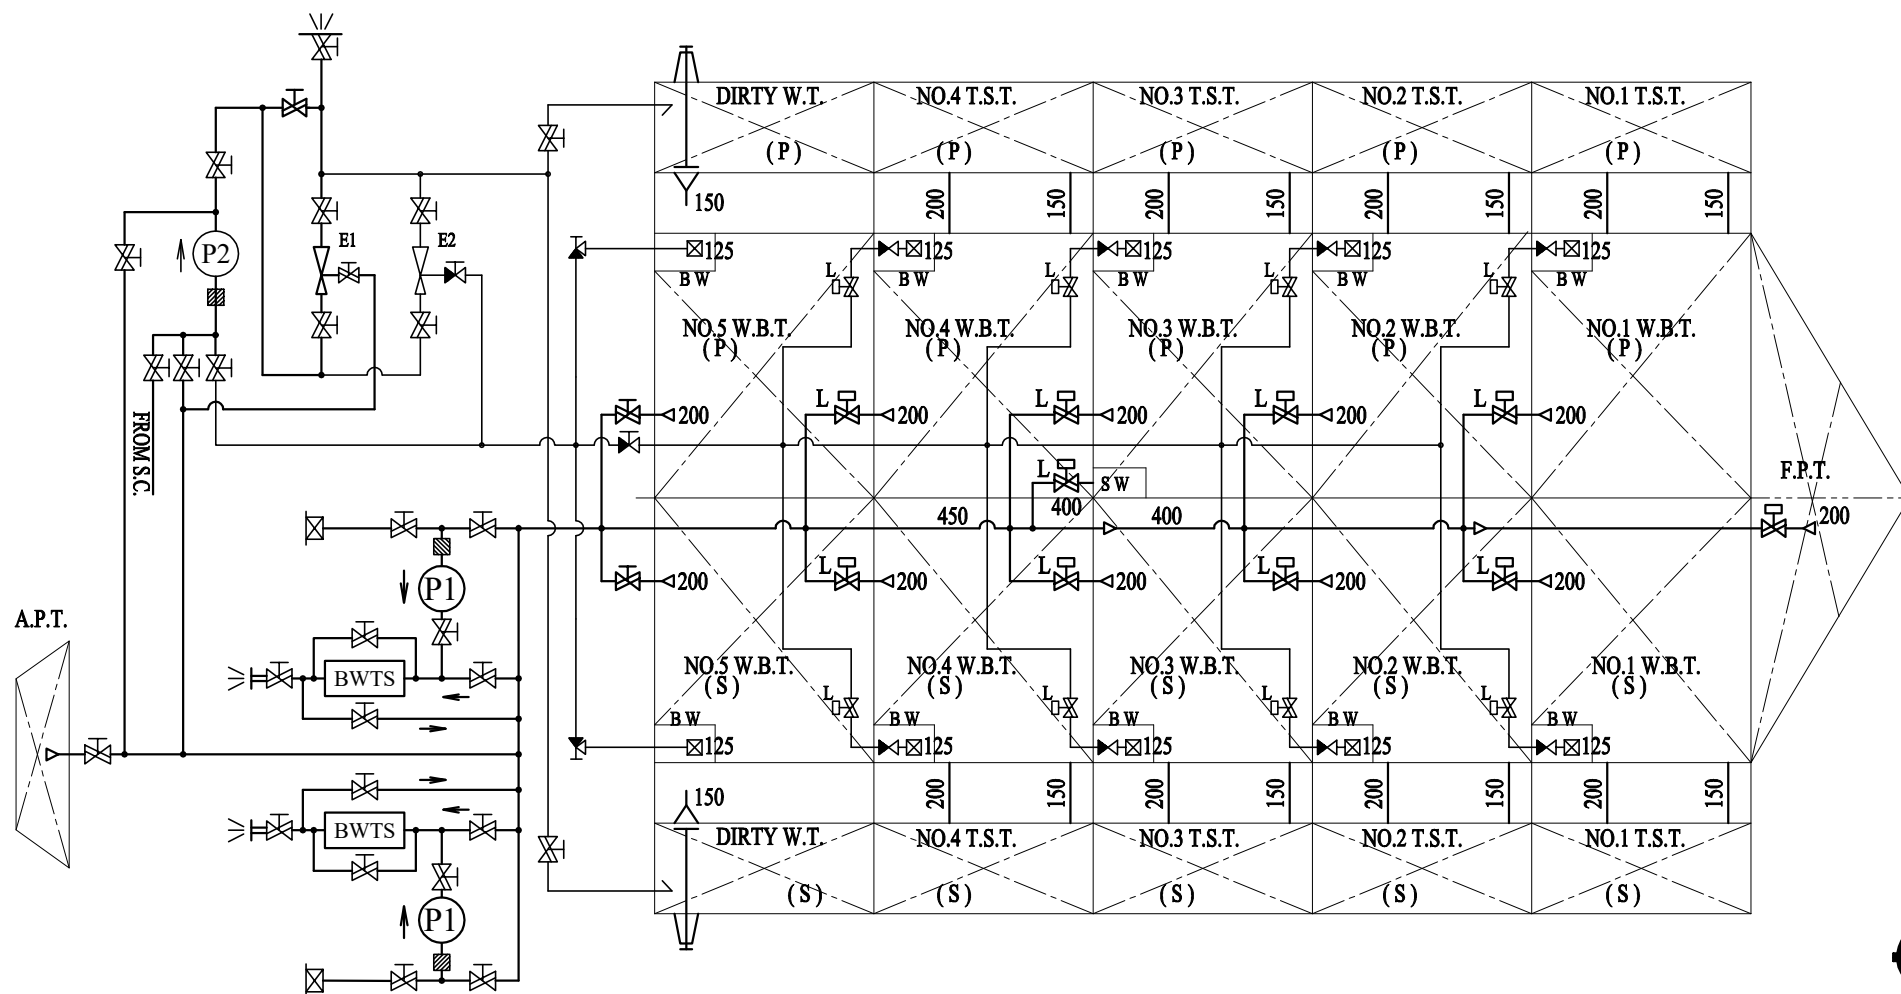 DIRTY W.T. NO.4 T.S.T. NO.3 T.S.T. NO.2 T.S.T. NO.1 T.S.T.
(P) (P) (P) (P) (P)
150 200 150 200 150 200 150 200 150
P2 E1 E2
125 125 125 125 125
BW BW BW BW BW
L L L L
NO.5 W.B.T. NO.4 W.B.T. NO.3 W.B.T. NO.2 W.B.T. NO.1 W.B.T.
(P) (P) (P) (P) (P)
FROM S.C.
L L L L
200 200 200 200 200
L SW F.P.T.
400
450 400 200
P1
L L L L
200 200 200 200 200
A.P.T.
BWTS
NO.5 W.B.T. NO.4 W.B.T. NO.3 W.B.T. NO.2 W.B.T. NO.1 W.B.T.
(S) (S) (S) (S) (S)
L L L L
BW BW BW BW BW
125 125 125 125 125
150 200 150 200 150 200 150 200 150
BWTS
DIRTY W.T. NO.4 T.S.T. NO.3 T.S.T. NO.2 T.S.T. NO.1 T.S.T.
(S) (S) (S) (S) (S)
P1